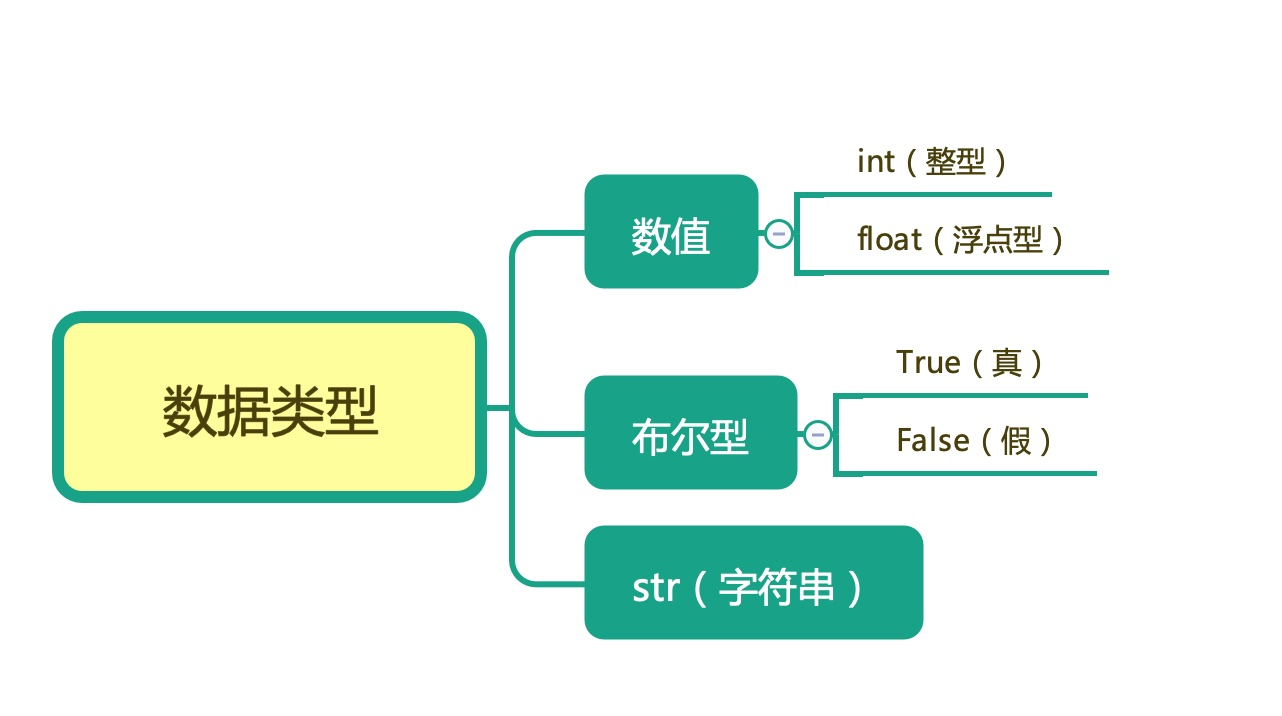 数据类型
数值
int（整型）
float（浮点型）
布尔型
True（真）
False（假）
str（字符串）